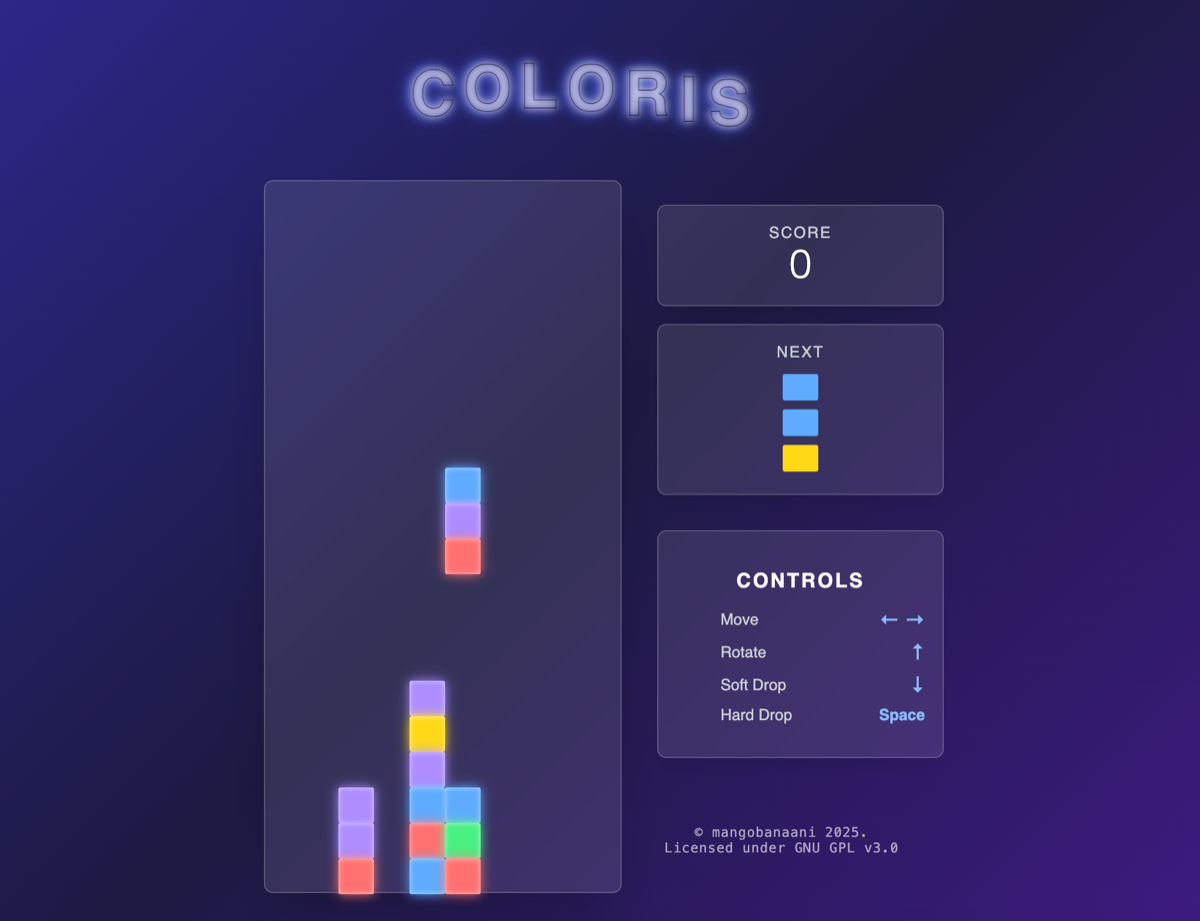 COLORIS
SCORE
0
NEXT
CONTROLS
Move ← →
Rotate ↑
Soft Drop ↓
Hard Drop Space
© mangobanaani 2025.
Licensed under GNU GPL v3.0